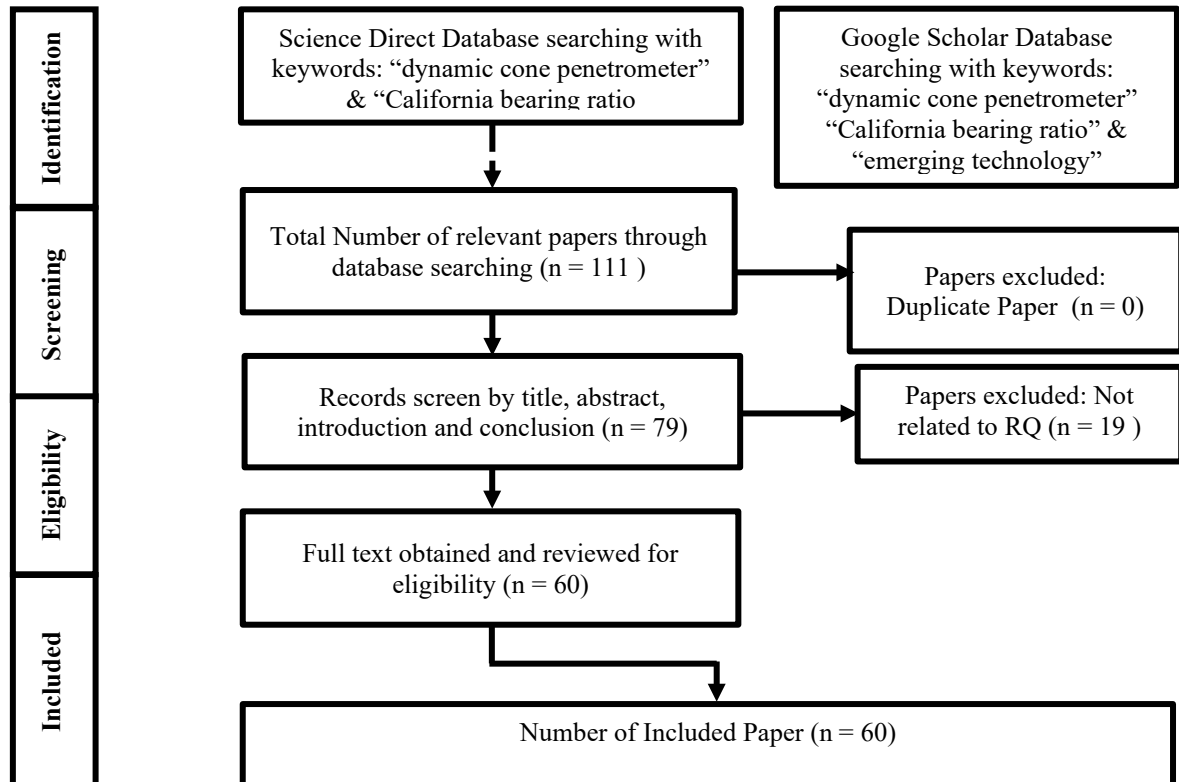 Identification
Screening
Eligibility
Included
Science Direct Database searching with
keywords: “dynamic cone penetrometer”
& “California bearing ratio
Google Scholar Database
searching with keywords:
“dynamic cone penetrometer”
“California bearing ratio” &
“emerging technology”
Total Number of relevant papers through
database searching (n = 111 )
Papers excluded:
Duplicate Paper (n = 0)
Records screen by title, abstract,
introduction and conclusion (n = 79)
Papers excluded: Not
related to RQ (n = 19 )
Full text obtained and reviewed for
eligibility (n = 60)
Number of Included Paper (n = 60)